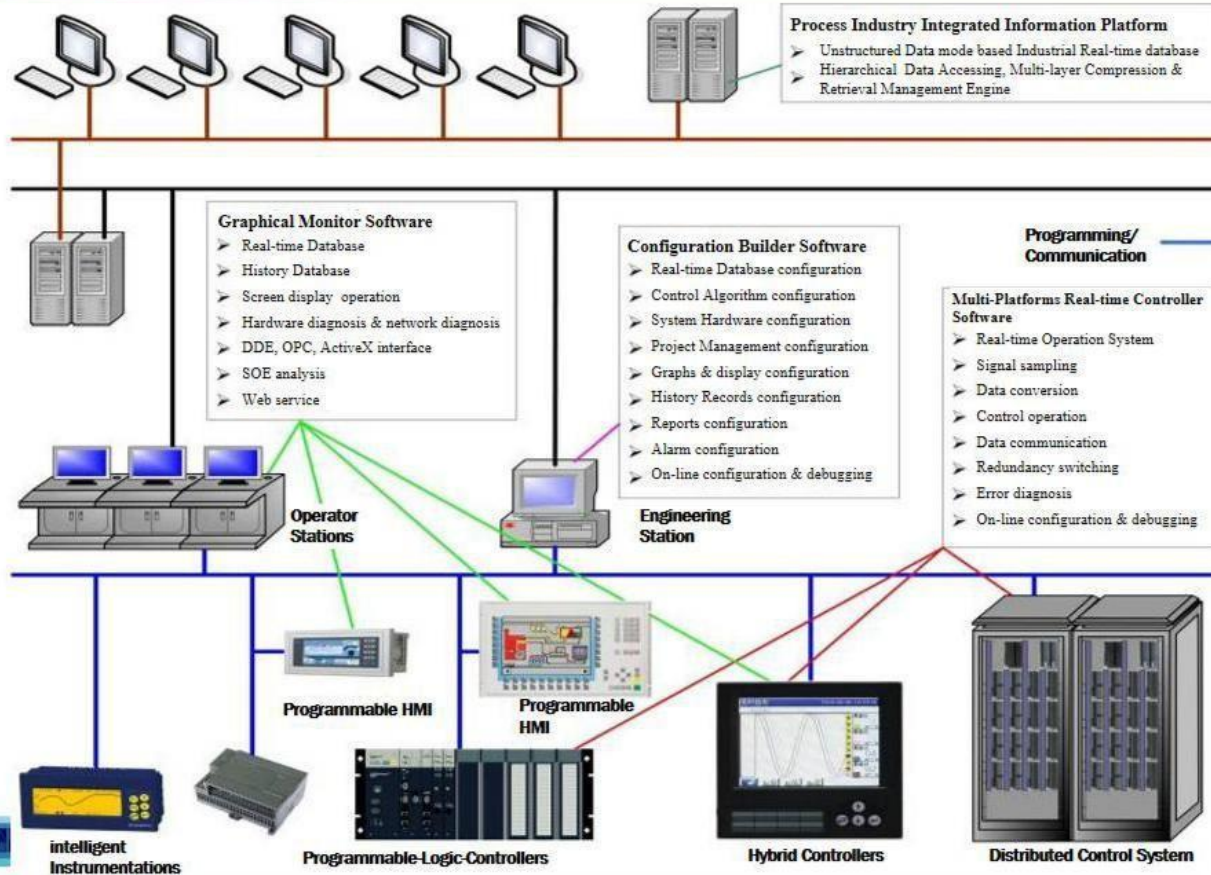 Process Industry Integrated Information Platform
➢ Unstructured Data mode based Industrial Real-time database
➢ Hierarchical Data Accessing, Multi-layer Compression &
Retrieval Management Engine
Graphical Monitor Software
➢ Real-time Database
➢ History Database
➢ Screen display operation
➢ Hardware diagnosis & network diagnosis
➢ DDE, OPC, ActiveX interface
➢ SOE analysis
➢ Web service
Configuration Builder Software
➢ Real-time Database configuration
➢ Control Algorithm configuration
➢ System Hardware configuration
➢ Project Management configuration
➢ Graphs & display configuration
➢ History Records configuration
➢ Reports configuration
➢ Alarm configuration
➢ On-line configuration & debugging
Programming/
Communication
Multi-Platforms Real-time Controller
Software
➢ Real-time Operation System
➢ Signal sampling
➢ Data conversion
➢ Control operation
➢ Data communication
➢ Redundancy switching
➢ Error diagnosis
➢ On-line configuration & debugging
Operator
Stations
Engineering
Station
Programmable HMI
Programmable
HMI
intelligent
Instrumentations
Programmable-Logic-Controllers
Hybrid Controllers
Distributed Control System